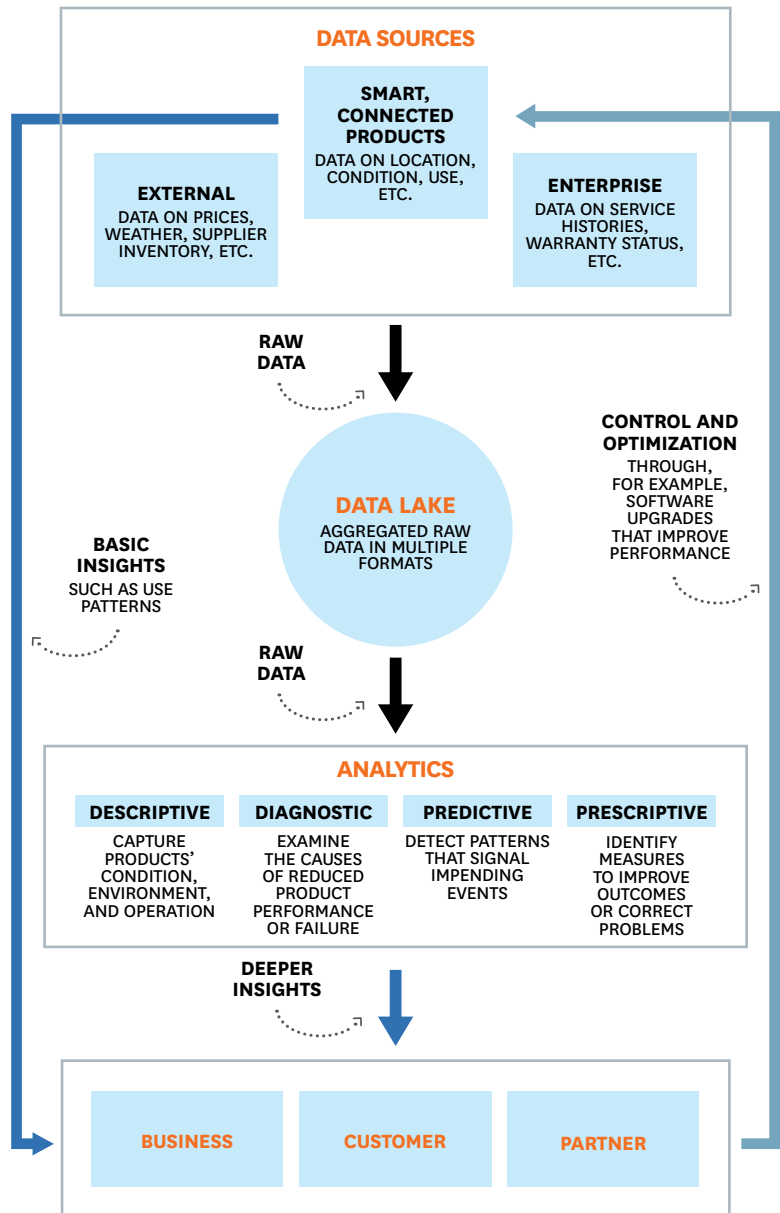 DATA SOURCES
SMART,
CONNECTED
PRODUCTS
DATA ON LOCATION,
CONDITION, USE,
ETC.
EXTERNAL
DATA ON PRICES,
WEATHER, SUPPLIER
INVENTORY, ETC.
ENTERPRISE
DATA ON SERVICE
HISTORIES,
WARRANTY STATUS,
ETC.
RAW
DATA
CONTROL AND
OPTIMIZATION
THROUGH,
FOR EXAMPLE,
SOFTWARE
UPGRADES
THAT IMPROVE
PERFORMANCE
DATA LAKE
AGGREGATED RAW
DATA IN MULTIPLE
FORMATS
BASIC
INSIGHTS
SUCH AS USE
PATTERNS
RAW
DATA
ANALYTICS
DESCRIPTIVE
CAPTURE
PRODUCTS’
CONDITION,
ENVIRONMENT,
AND OPERATION
DIAGNOSTIC
EXAMINE
THE CAUSES
OF REDUCED
PRODUCT
PERFORMANCE
OR FAILURE
PREDICTIVE
DETECT PATTERNS
THAT SIGNAL
IMPENDING
EVENTS
PRESCRIPTIVE
IDENTIFY
MEASURES
TO IMPROVE
OUTCOMES
OR CORRECT
PROBLEMS
DEEPER
INSIGHTS
BUSINESS
CUSTOMER
PARTNER